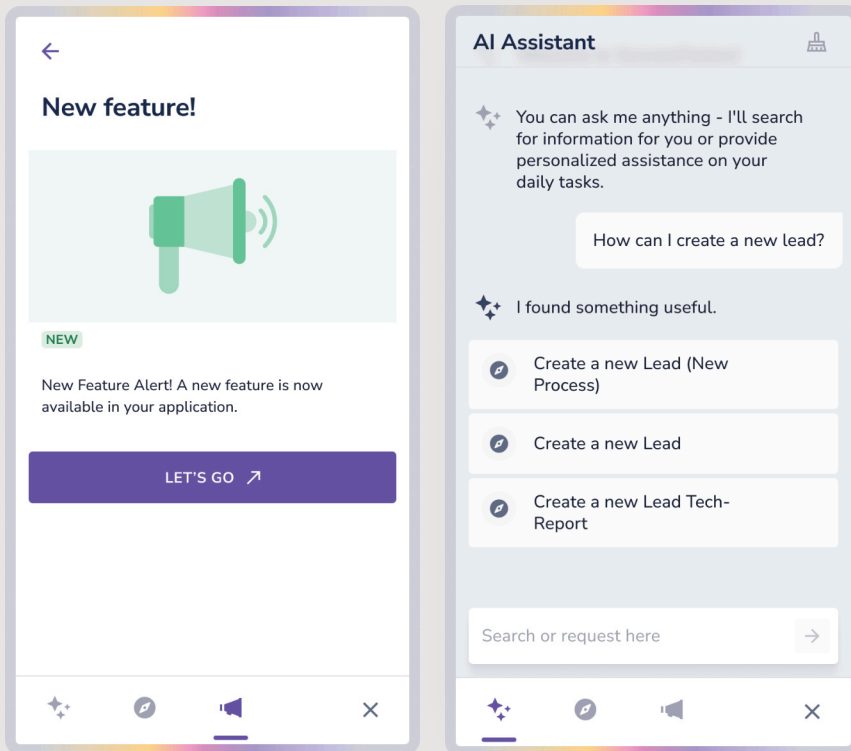 New feature!
NEW
New Feature Alert! A new feature is now
available in your application.
LET'S GO
AI Assistant
You can ask me anything - I'll search
for information for you or provide
personalized assistance on your
daily tasks.
How can I create a new lead?
I found something useful.
Create a new Lead (New
Process)
Create a new Lead
Create a new Lead Tech-
Report
Search or request here